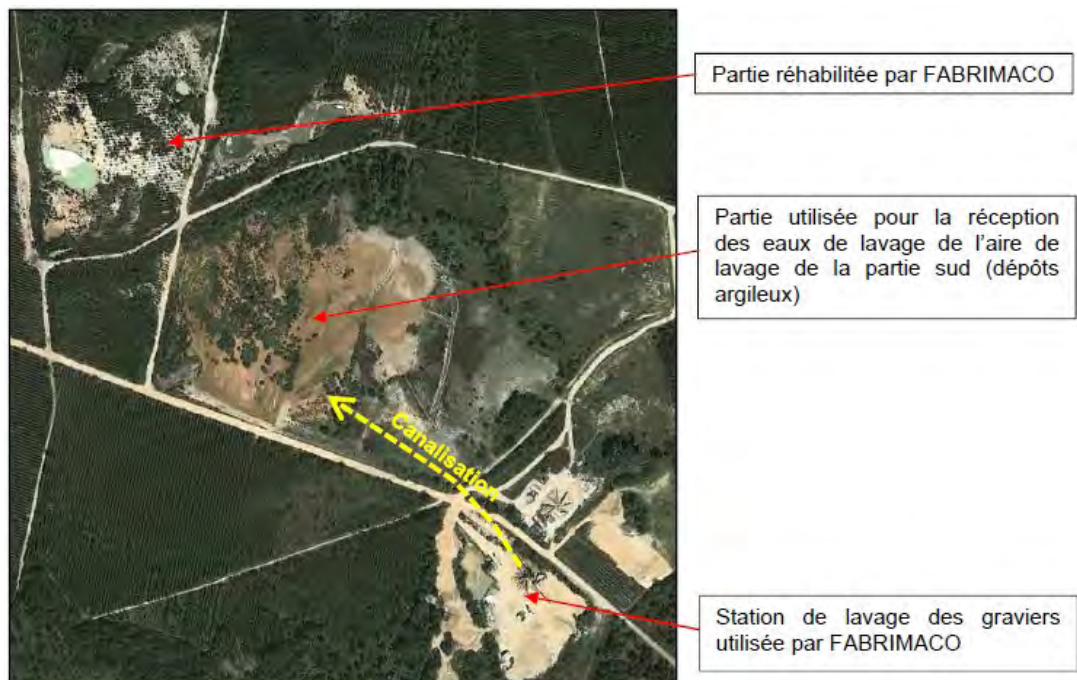 Partie réhabilitée par FABRIMACO
Partie utilisée pour la réception
des eaux de lavage de l'aire de
lavage de la partie sud (dépôts
argileux)
Canalisation
Station de lavage des graviers
utilisée par FABRIMACO